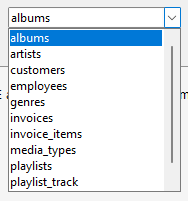 albums
albums
artists
customers
employees
genres
invoices
invoice_items
media_types
playlists
playlist_track